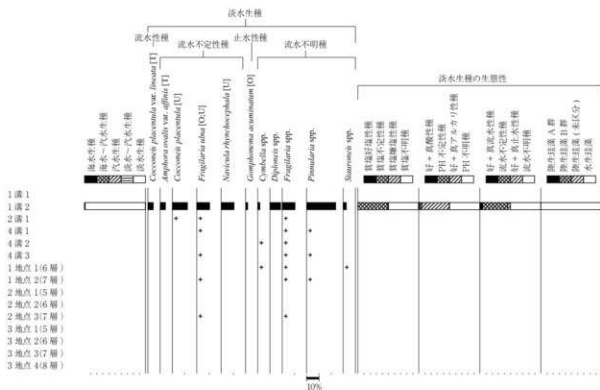 淡水生種
流水性種
止水性種
流水不定性種
流水不明種
淡水生種の生態性
海水生種
海水～汽水生種
汽水生種
淡水～汽水生種
淡水生種
Cocconeis placentula var. lineata [T]
Amphora ovalis var. affinis [T]
Cocconeis placentula [U]
Fragilaria ulna [O;U]
Navicula rhynchocephala [U]
Gomphonema acuminatum [O]
Cymbella spp.
Diploneis spp.
Fragilaria spp.
Pinnularia spp.
Stauroneis spp.
貧塩好塩性種
貧塩不定性種
貧塩嫌塩性種
貧塩不明種
好＋真酸性種
PH 不定性種
好＋真アルカリ性種
PH 不明種
好＋真流水性種
流水不定性種
好＋真止水性種
流水不明種
陸生珪藻 A 群
陸生珪藻 B 群
陸生珪藻 (未区分)
水生珪藻
1 溝 1
1 溝 2
2 溝 1
4 溝 1
4 溝 2
4 溝 3
1 地点 1(6 層)
1 地点 2(7 層)
2 地点 1(5 層)
2 地点 2(6 層)
2 地点 3(7 層)
3 地点 1(5 層)
3 地点 2(6 層)
3 地点 3(7 層)
3 地点 4(8 層)
10%